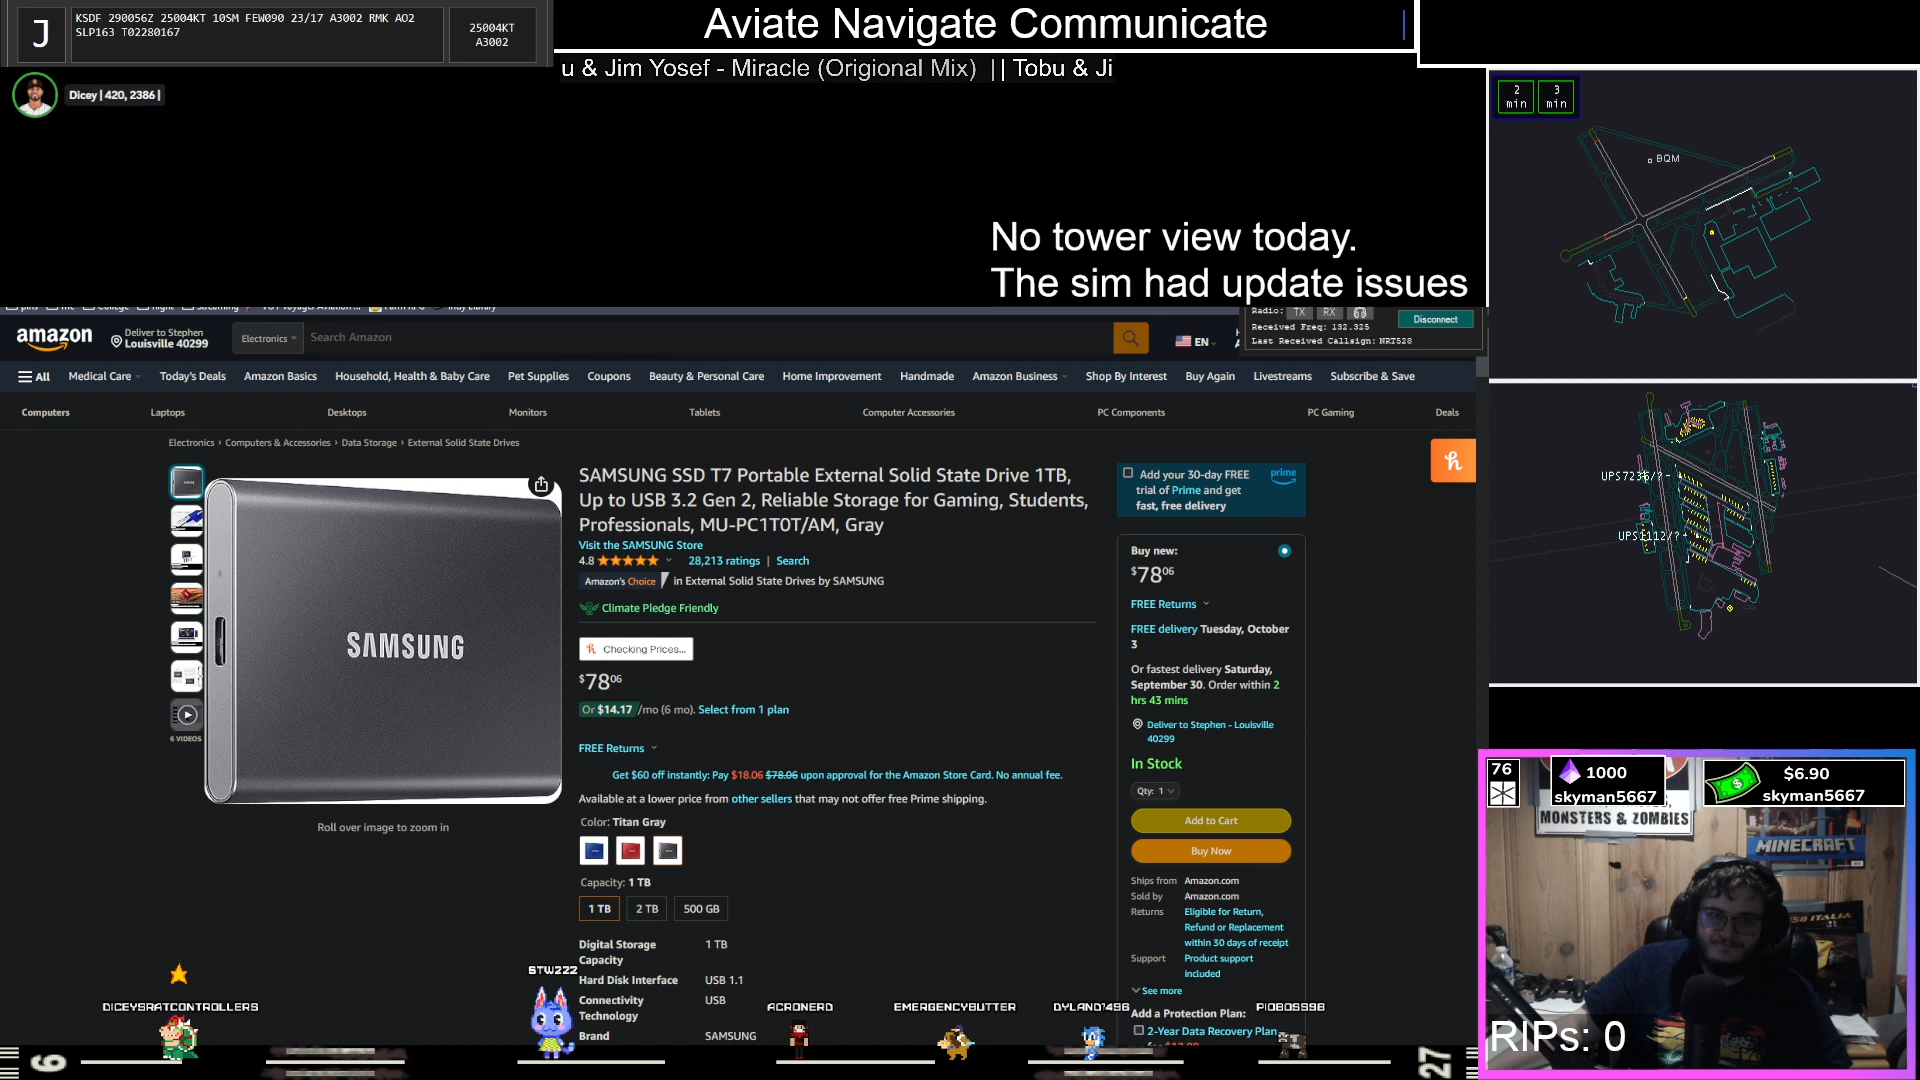 J
KSDF 290056Z 25004KT 10SM FEW090 23/17 A3002 RMK AO2
SLP163 T02280167
25004KT
A3002
Aviate Navigate Communicate
u & Jim Yosef - Miracle (Origional Mix) || Tobu & Ji
Dicey | 420, 2386 |
2
min
3
min
BQM
No tower view today.
The sim had update issues
Radio: TX RX
Received Freq: 132.325
Last Received Callsign: NRT528
Disconnect
amazon
Deliver to Stephen
Louisville 40299
Electronics
Search Amazon
EN
All
Medical Care
Today's Deals
Amazon Basics
Household, Health & Baby Care
Pet Supplies
Coupons
Beauty & Personal Care
Home Improvement
Handmade
Amazon Business
Shop By Interest
Buy Again
Livestreams
Subscribe & Save
Computers
Laptops
Desktops
Monitors
Tablets
Computer Accessories
PC Components
PC Gaming
Deals
Electronics › Computers & Accessories › Data Storage › External Solid State Drives
SAMSUNG
Roll over image to zoom in
6 VIDEOS
SAMSUNG SSD T7 Portable External Solid State Drive 1TB,
Up to USB 3.2 Gen 2, Reliable Storage for Gaming, Students,
Professionals, MU-PC1T0T/AM, Gray
Visit the SAMSUNG Store
4.8
28,213 ratings | Search
Amazon's Choice in External Solid State Drives by SAMSUNG
Climate Pledge Friendly
Checking Prices...
$7806
Or $14.17 /mo (6 mo). Select from 1 plan
FREE Returns
Get $60 off instantly: Pay $18.06 $78.06 upon approval for the Amazon Store Card. No annual fee.
Available at a lower price from other sellers that may not offer free Prime shipping.
Color: Titan Gray
Capacity: 1 TB
1 TB
2 TB
500 GB
Digital Storage
Capacity
1 TB
Hard Disk Interface
USB 1.1
Connectivity
Technology
USB
Brand
SAMSUNG
Add your 30-day FREE
trial of Prime and get
fast, free delivery
prime
Buy new:
$7806
FREE Returns
FREE delivery Tuesday, October
3
Or fastest delivery Saturday,
September 30. Order within 2
hrs 43 mins
Deliver to Stephen - Louisville
40299
In Stock
Qty: 1
Add to Cart
Buy Now
Ships from Amazon.com
Sold by Amazon.com
Returns Eligible for Return,
Refund or Replacement
within 30 days of receipt
Support Product support
included
See more
Add a Protection Plan:
2-Year Data Recovery Plan
h
UPS7236/?
UPS1112/?
76
1000
skyman5667
$6.90
skyman5667
MONSTERS & ZOMBIES
MINECRAFT
ITALIA
RIPs: 0
DICEYSRATCONTROLLERS
STW222
ACRONERD
EMERGENCYBUTTER
DYLAN01496
PIOBOSS98
9
27